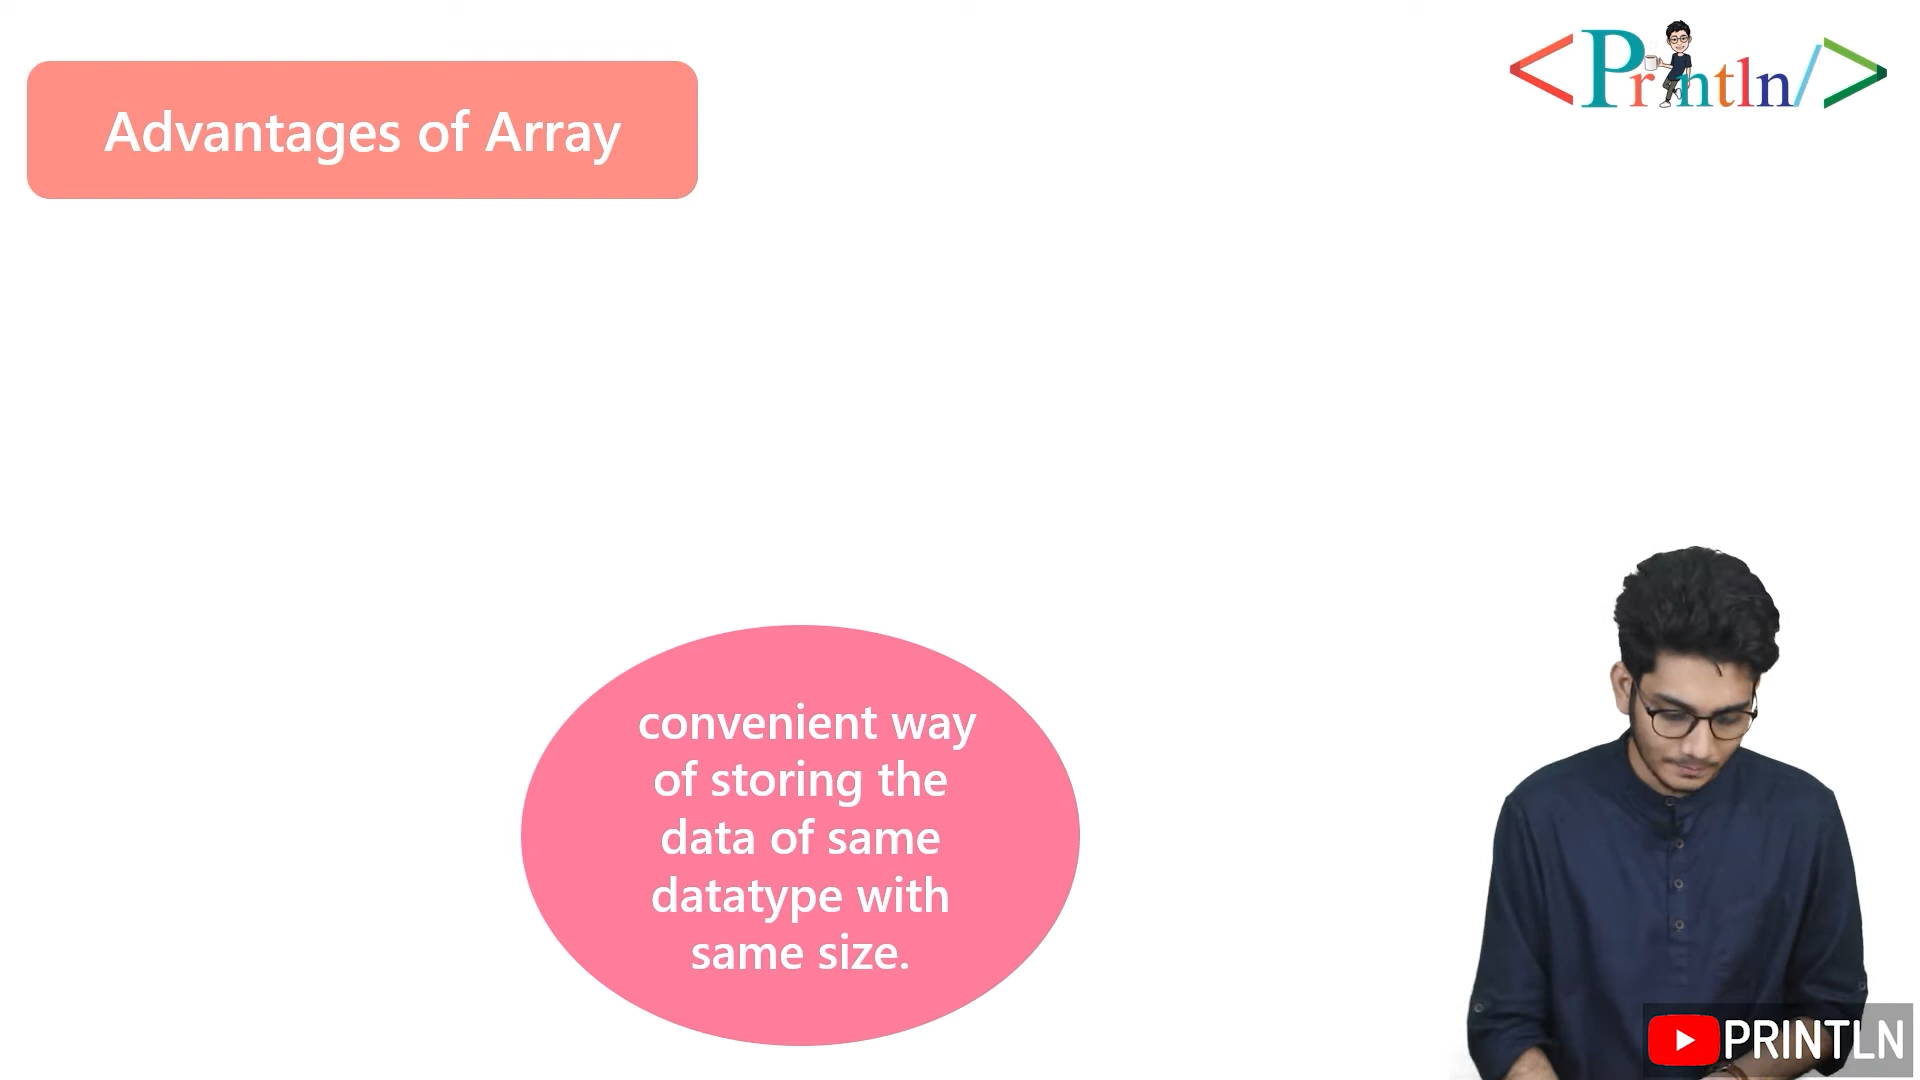 <Println/>
Advantages of Array
convenient way
of storing the
data of same
datatype with
same size.
PRINTLN